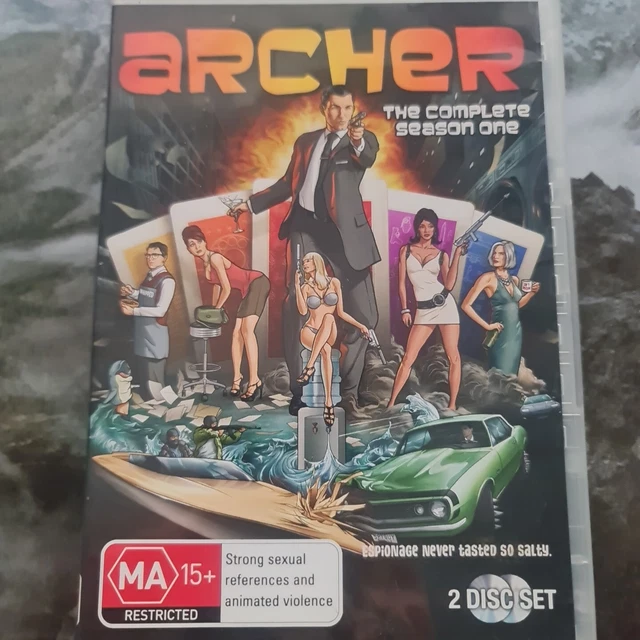 ARCHER
THE COMPLETE
SEASON ONE
ESPIONAGE NEVER TASTED SO SALTY.
MA 15+
RESTRICTED
Strong sexual
references and
animated violence
2 DISC SET